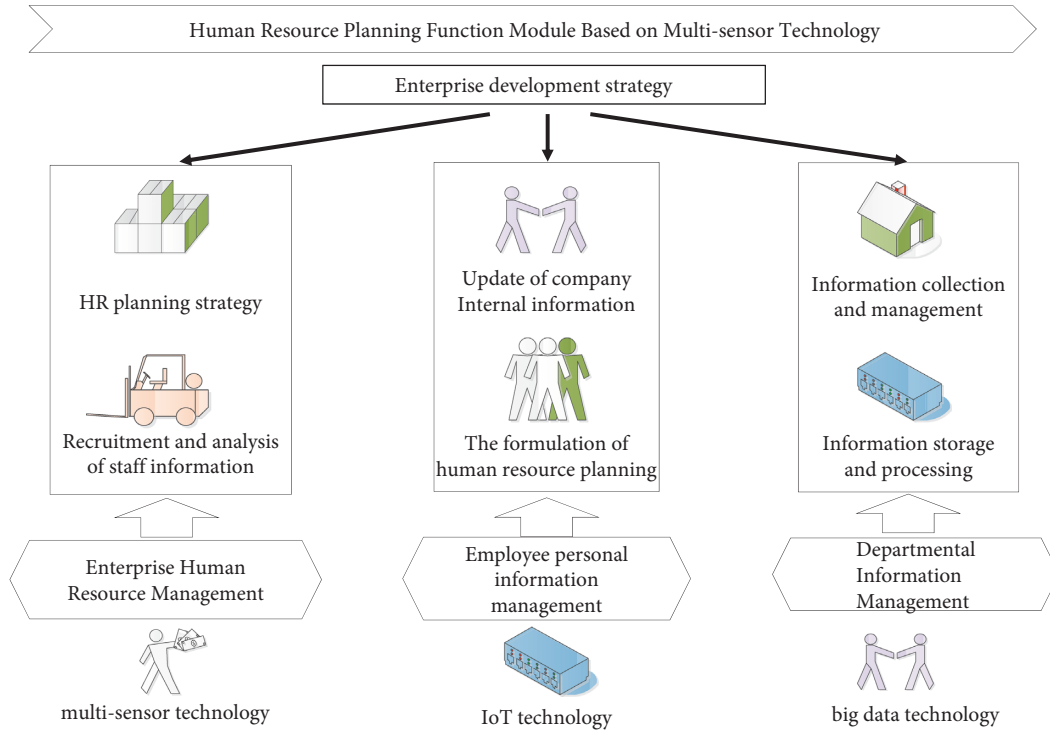 Human Resource Planning Function Module Based on Multi-sensor Technology
Enterprise development strategy
HR planning strategy
Recruitment and analysis
of staff information
Update of company
Internal information
The formulation of
human resource planning
Information collection
and management
Information storage
and processing
Enterprise Human
Resource Management
Employee personal
information
management
Departmental
Information
Management
multi-sensor technology
IoT technology
big data technology